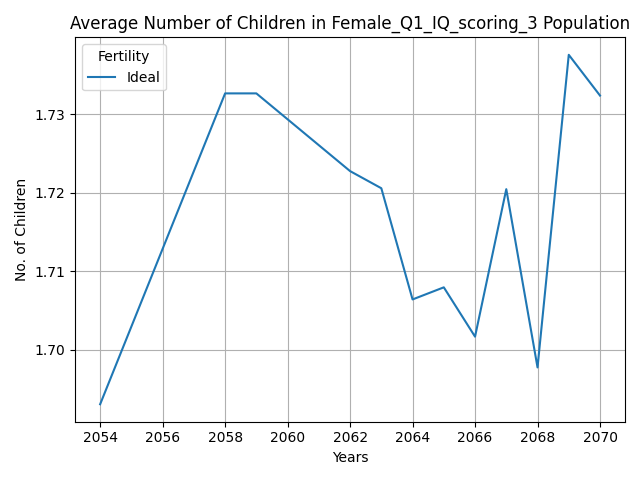 Average Number of Children in Female_Q1_IQ_scoring_3 Population
Fertility
Ideal
1.73
1.72
1.71
1.70
No. of Children
2054 2056 2058 2060 2062 2064 2066 2068 2070
Years